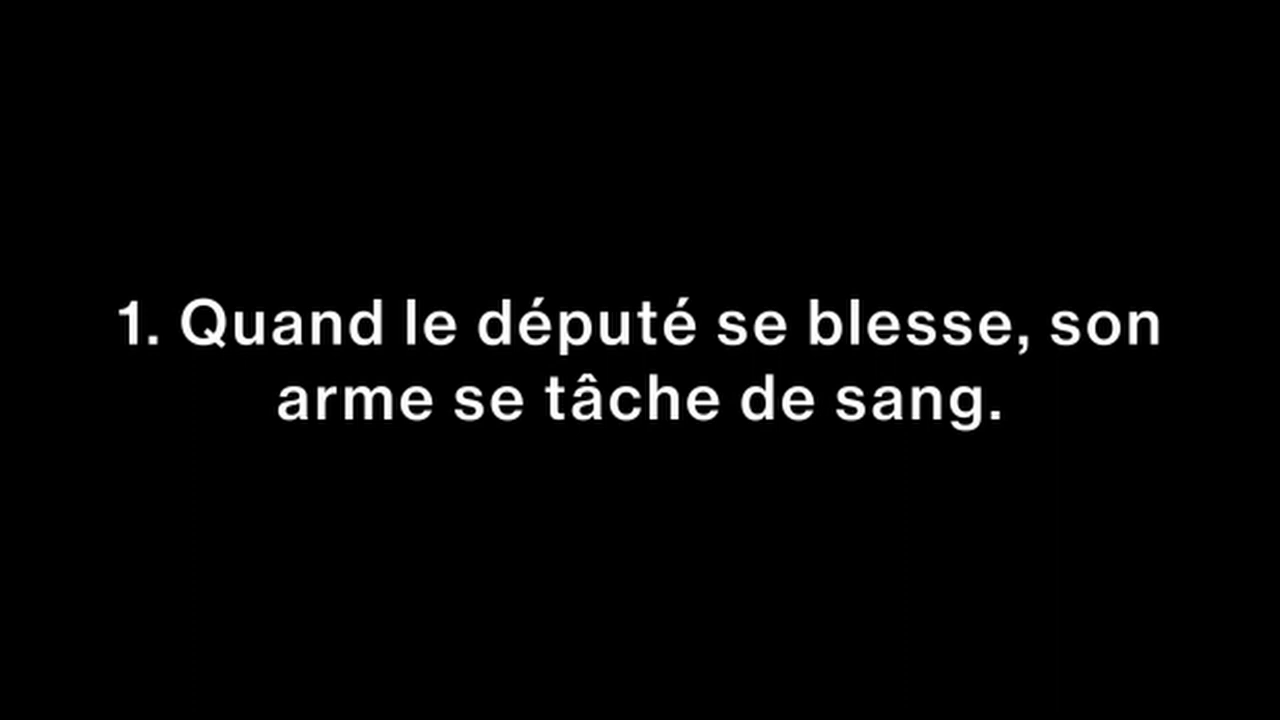 1. Quand le député se blesse, son
arme se tâche de sang.